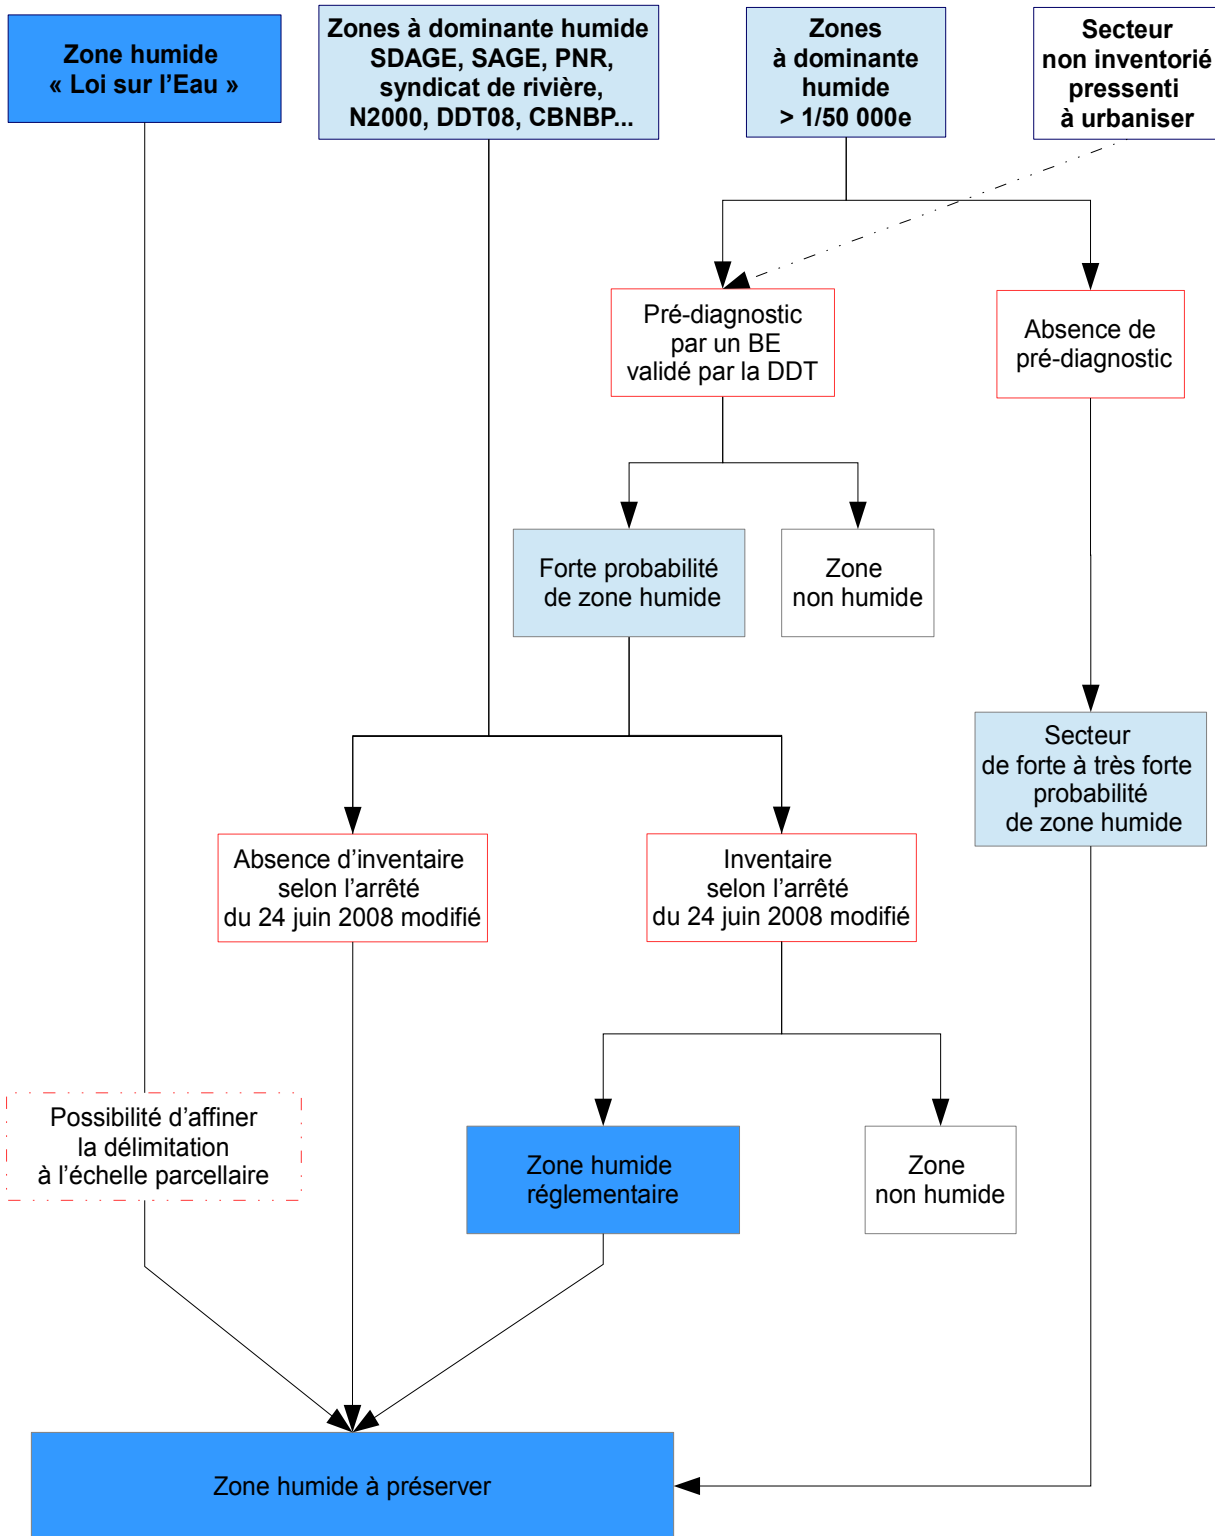 Zone humide
« Loi sur l’Eau »
Zones à dominante humide
SDAGE, SAGE, PNR,
syndicat de rivière,
N2000, DDT08, CBNBP...
Zones
à dominante
humide
> 1/50 000e
Secteur
non inventorié
pressenti
à urbaniser
Pré-diagnostic
par un BE
validé par la DDT
Absence de
pré-diagnostic
Forte probabilité
de zone humide
Zone
non humide
Secteur
de forte à très forte
probabilité
de zone humide
Absence d’inventaire
selon l’arrêté
du 24 juin 2008 modifié
Inventaire
selon l’arrêté
du 24 juin 2008 modifié
Possibilité d’affiner
la délimitation
à l’échelle parcellaire
Zone humide
réglementaire
Zone
non humide
Zone humide à préserver